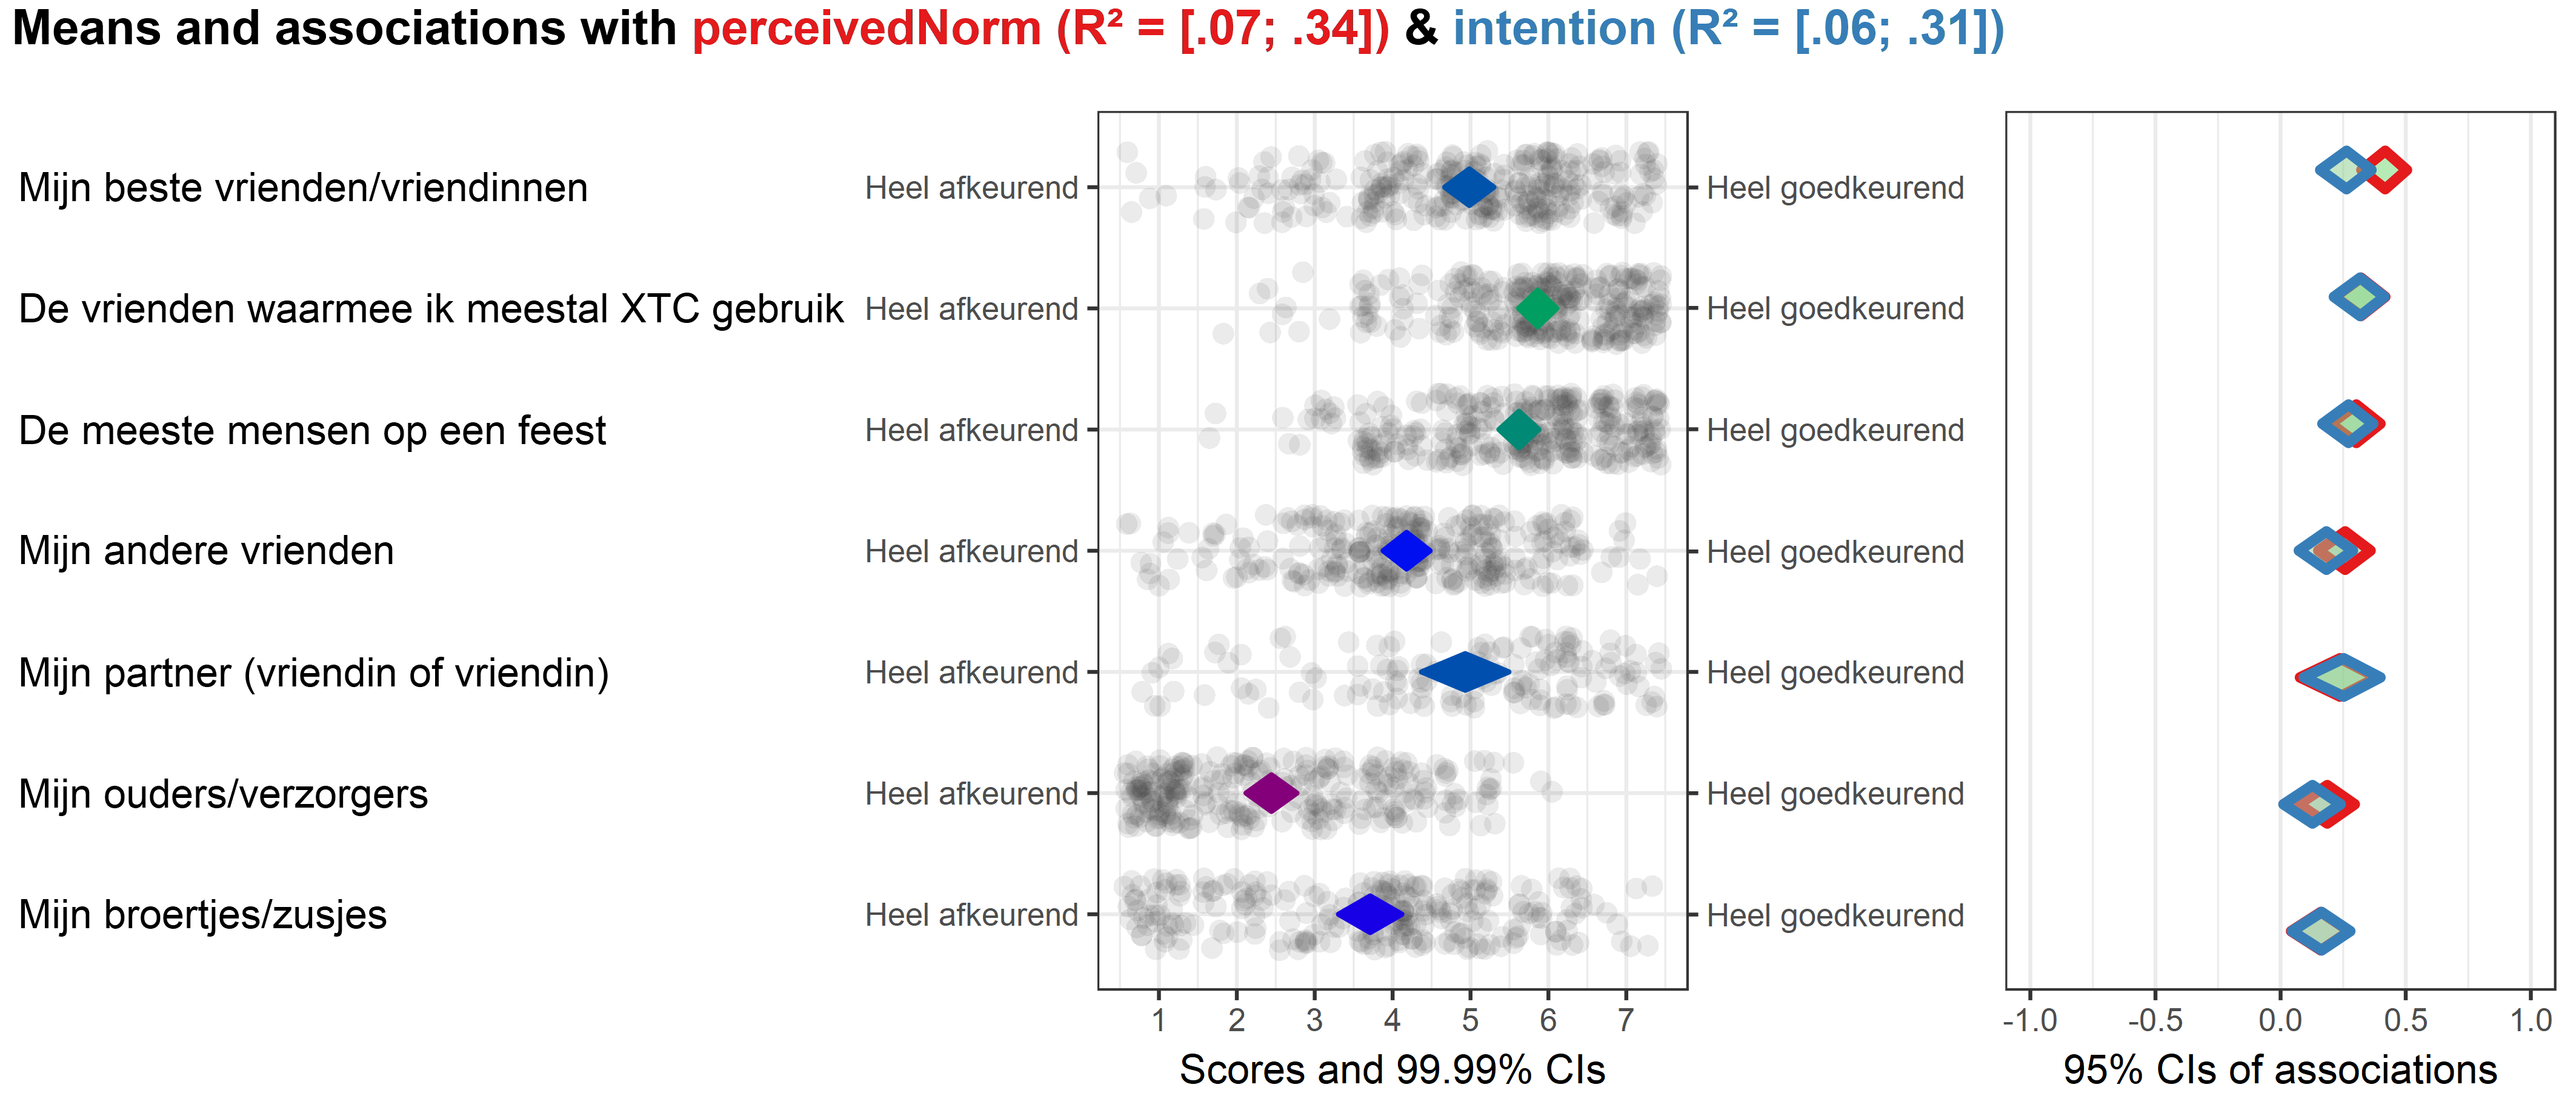 Means and associations with perceivedNorm (R² = [.07; .34]) & intention (R² = [.06; .31])
Mijn beste vrienden/vriendinnen Heel afkeurend Heel goedkeurend
De vrienden waarmee ik meestal XTC gebruik Heel afkeurend Heel goedkeurend
De meeste mensen op een feest Heel afkeurend Heel goedkeurend
Mijn andere vrienden Heel afkeurend Heel goedkeurend
Mijn partner (vriendin of vriendin) Heel afkeurend Heel goedkeurend
Mijn ouders/verzorgers Heel afkeurend Heel goedkeurend
Mijn broertjes/zusjes Heel afkeurend Heel goedkeurend
1 2 3 4 5 6 7 -1.0 -0.5 0.0 0.5 1.0
Scores and 99.99% CIs 95% CIs of associations